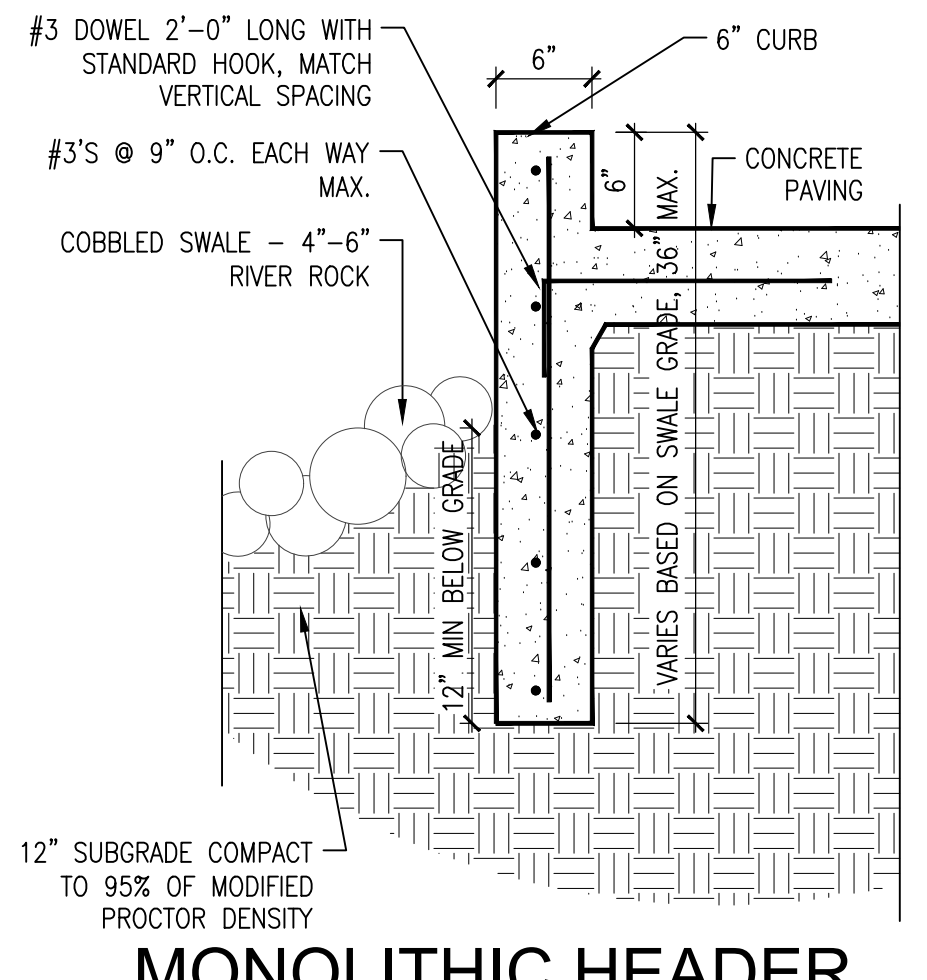 #3 DOWEL 2'-0" LONG WITH
STANDARD HOOK, MATCH
VERTICAL SPACING
6"
6" CURB
#3'S @ 9" O.C. EACH WAY
MAX.
CONCRETE
PAVING
6"
COBBLED SWALE - 4"-6"
RIVER ROCK
VARIES BASED ON SWALE GRADE, 36" MAX.
12" MIN BELOW GRADE
12" SUBGRADE COMPACT
TO 95% OF MODIFIED
PROCTOR DENSITY
MONOLITHIC HEADER